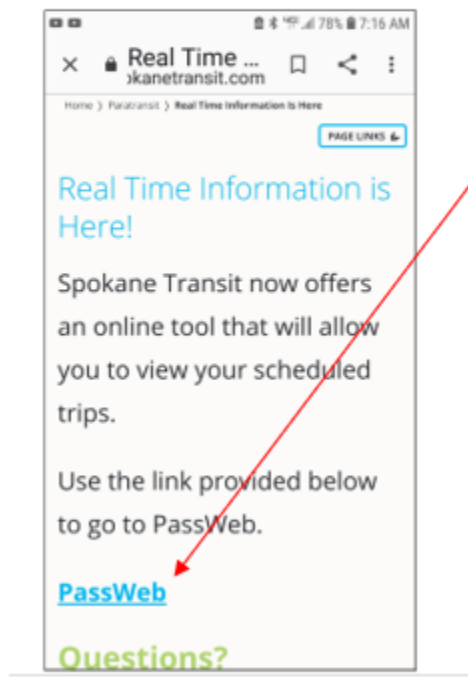 78% 7:16 AM
Real Time ...
okanetransit.com
Home > Paratransit > Real Time Information Is Here
PAGE LINKS
Real Time Information is
Here!
Spokane Transit now offers
an online tool that will allow
you to view your scheduled
trips.
Use the link provided below
to go to PassWeb.
PassWeb
Questions?